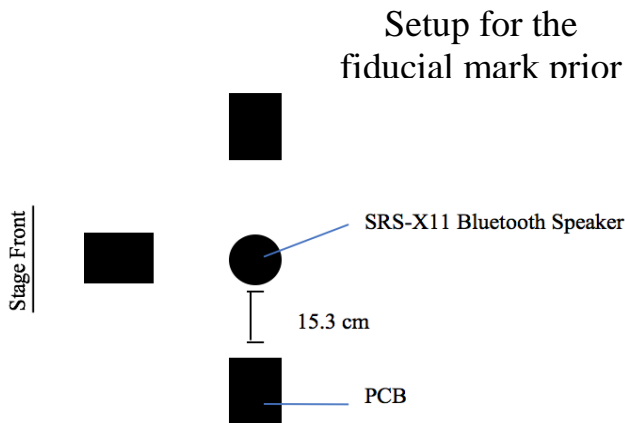 Setup for the
fiducial mark prior
SRS-X11 Bluetooth Speaker
Stage Front
15.3 cm
PCB